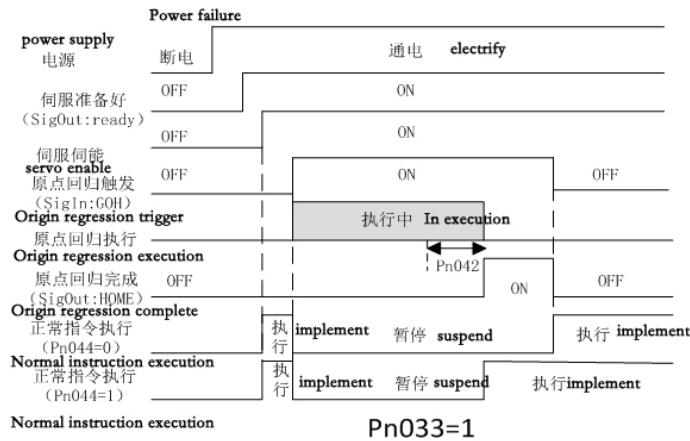 Power failure
power supply
电源 断电 通电 electrify
伺服准备好 OFF ON
(SigOut:ready)
OFF ON
伺服伺能
servo enable
原点回归触发 OFF ON OFF
(SigIn:GOH)
Origin regression trigger
执行中 In execution
原点回归执行
Origin regression execution
Pn042
原点回归完成 OFF ON OFF
(SigOut:HOME)
Origin regression complete
正常指令执行 执行 implement 暂停 suspend 执行 implement
(Pn044=0)
Normal instruction execution
正常指令执行 执行 implement 暂停 suspend 执行implement
(Pn044=1)
Normal instruction execution
Pn033=1